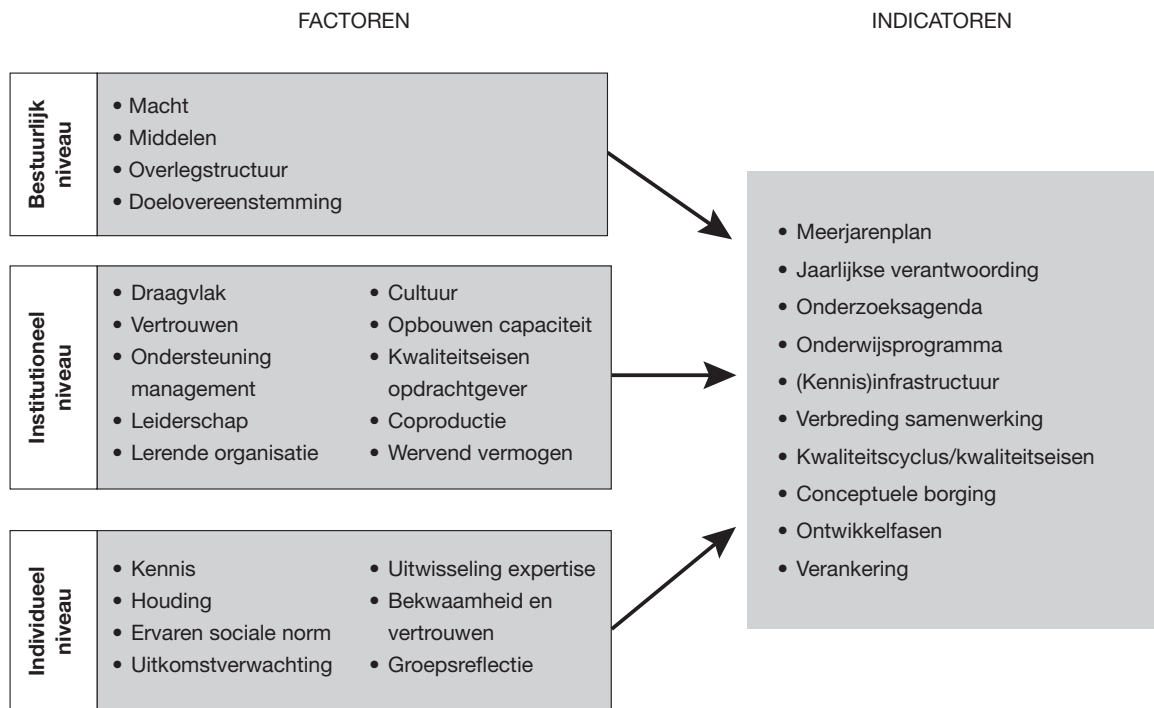 FACTOREN
INDICATOREN
Bestuurlijk
niveau
• Macht
• Middelen
• Overlegstructuur
• Doelovereenstemming
Institutioneel
niveau
• Draagvlak
• Vertrouwen
• Ondersteuning
management
• Leiderschap
• Lerende organisatie
• Cultuur
• Opbouwen capaciteit
• Kwaliteitseisen
opdrachtgever
• Coproductie
• Wervend vermogen
Individueel
niveau
• Kennis
• Houding
• Ervaren sociale norm
• Uitkomstverwachting
• Uitwisseling expertise
• Bekwaamheid en
vertrouwen
• Groepsreflectie
• Meerjarenplan
• Jaarlijkse verantwoording
• Onderzoeksagenda
• Onderwijsprogramma
• (Kennis)infrastructuur
• Verbreding samenwerking
• Kwaliteitscyclus/kwaliteitseisen
• Conceptuele borging
• Ontwikkelfasen
• Verankering